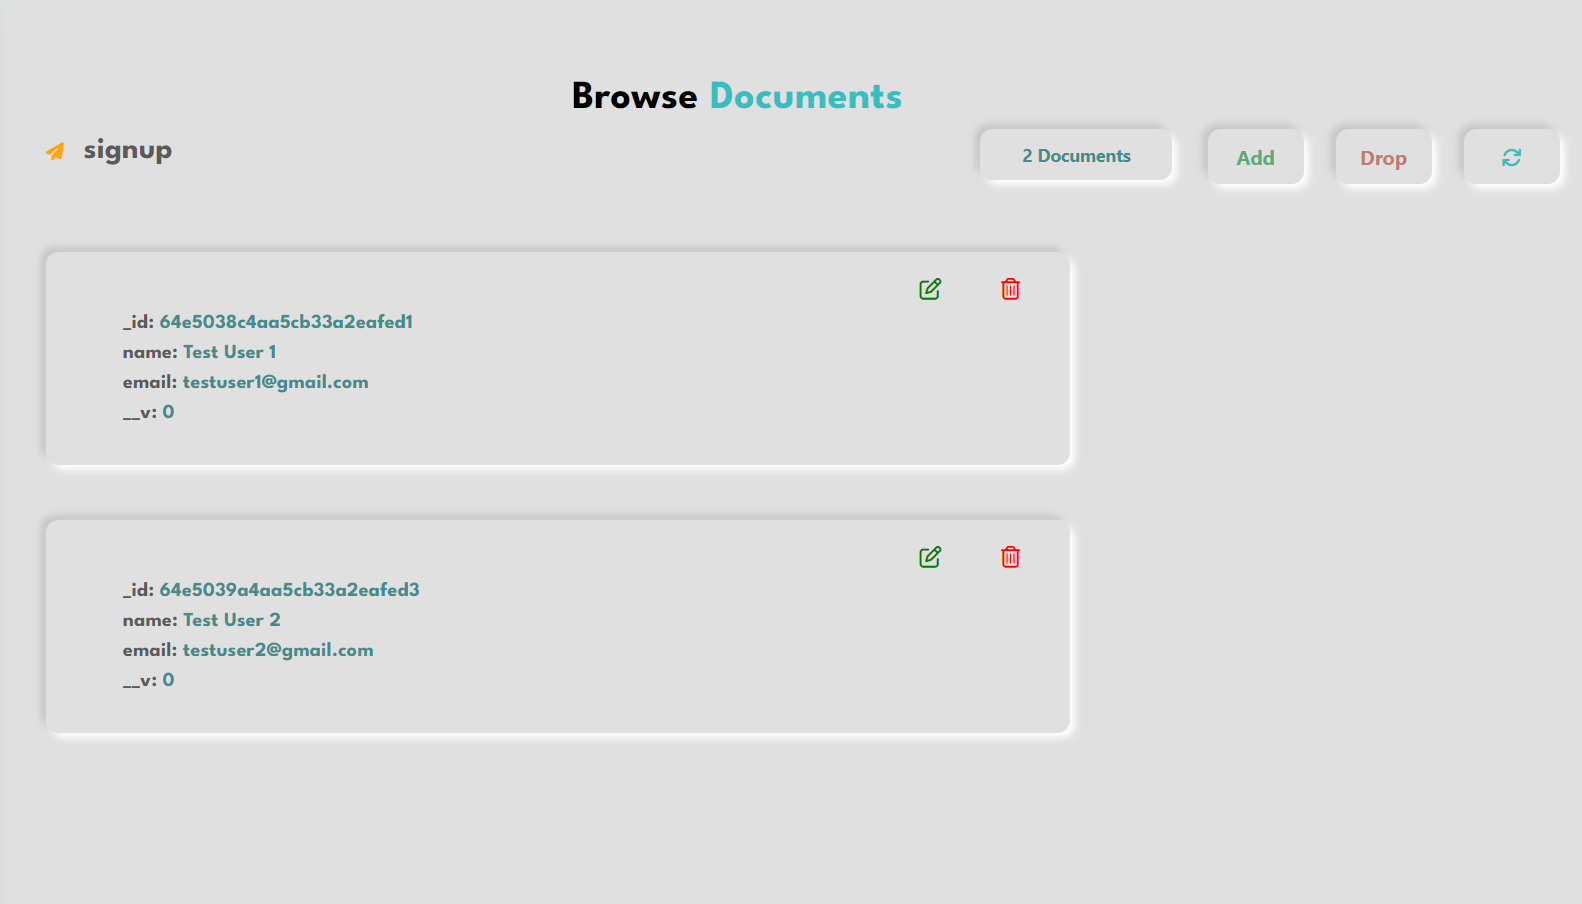 Browse Documents
signup
2 Documents
Add
Drop
_id: 64e5038c4aa5cb33a2eafed1
name: Test User 1
email: testuser1@gmail.com
__v: 0
_id: 64e5039a4aa5cb33a2eafed3
name: Test User 2
email: testuser2@gmail.com
__v: 0